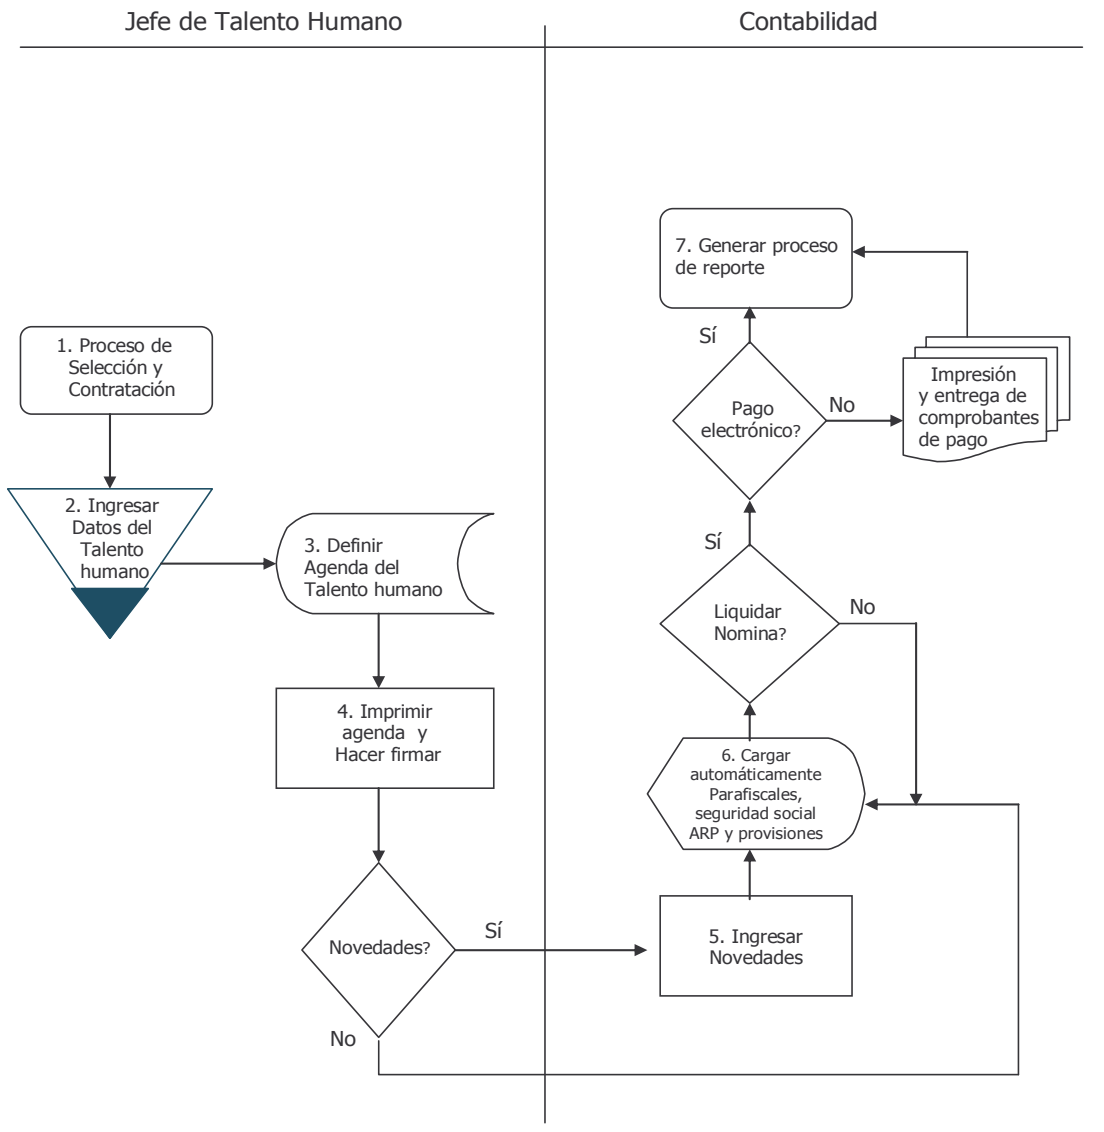 Jefe de Talento Humano
Contabilidad
1. Proceso de
Selección y
Contratación
2. Ingresar
Datos del
Talento
humano
3. Definir
Agenda del
Talento humano
4. Imprimir
agenda y
Hacer firmar
Novedades?
Sí
No
5. Ingresar
Novedades
6. Cargar
automáticamente
Parafiscales,
seguridad social
ARP y provisiones
Liquidar
Nomina?
No
Sí
Pago
electrónico?
No
Sí
Impresión
y entrega de
comprobantes
de pago
7. Generar proceso
de reporte